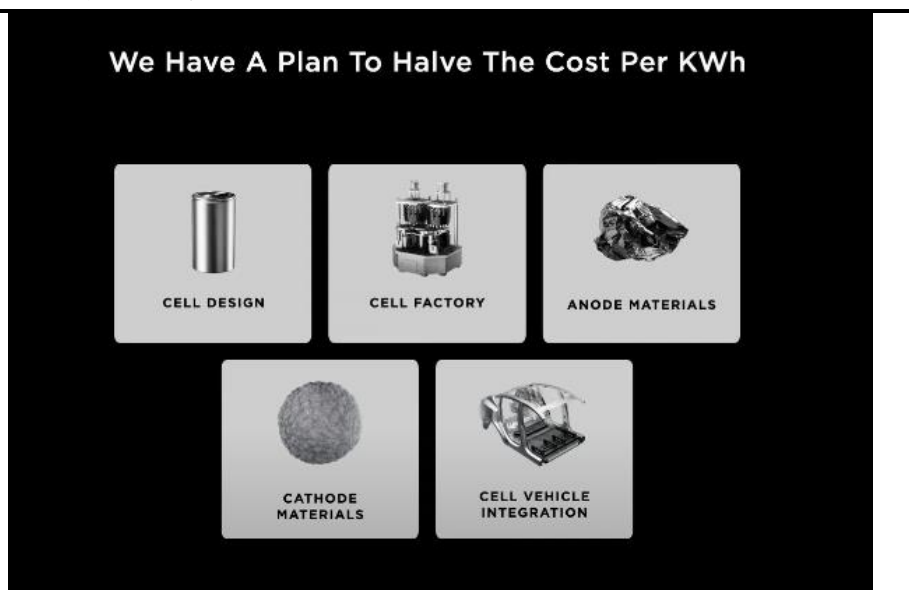 We Have A Plan To Halve The Cost Per KWh
CELL DESIGN
CELL FACTORY
ANODE MATERIALS
CATHODE
MATERIALS
CELL VEHICLE
INTEGRATION